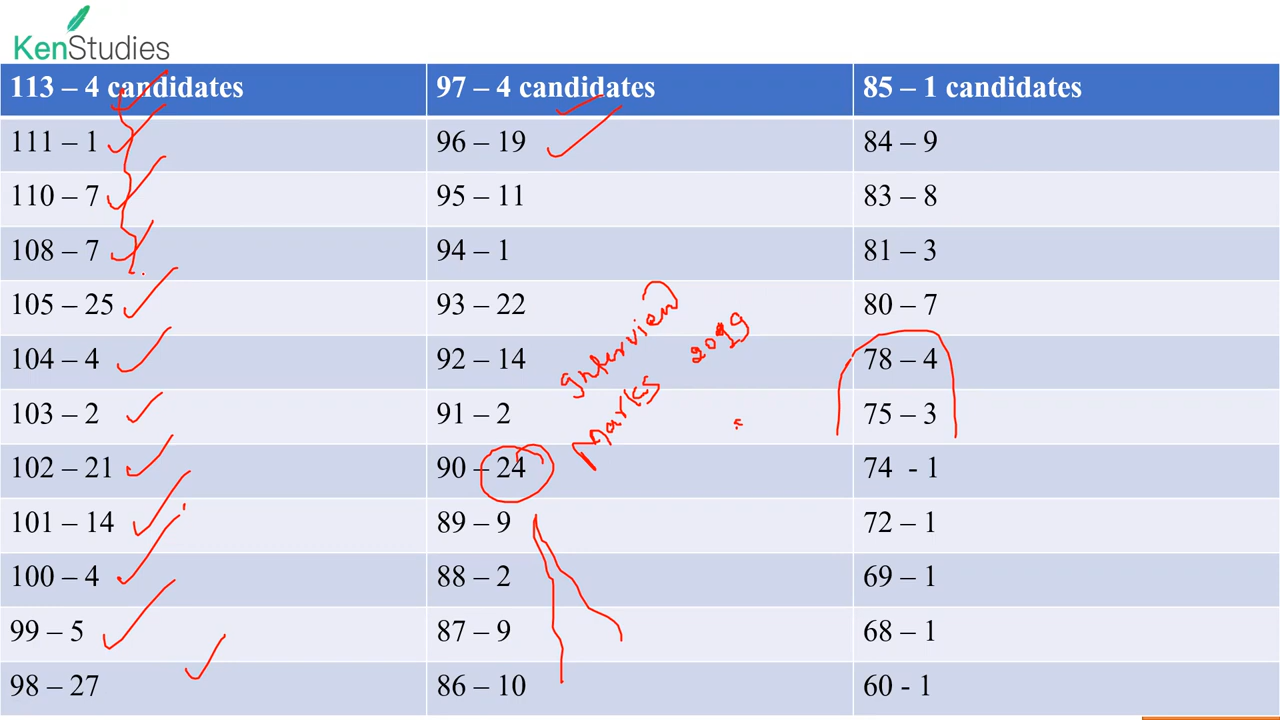 KenStudies
113 – 4 candidates 97 – 4 candidates 85 – 1 candidates
111 – 1 96 – 19 84 – 9
110 – 7 95 – 11 83 – 8
108 – 7 94 – 1 81 – 3
105 – 25 93 – 22 80 – 7
104 – 4 92 – 14 78 – 4
103 – 2 91 – 2 75 – 3
102 – 21 90 – 24 74 - 1
101 – 14 89 – 9 72 – 1
100 – 4 88 – 2 69 – 1
99 – 5 87 – 9 68 – 1
98 – 27 86 – 10 60 - 1
Interview
Marks 2019